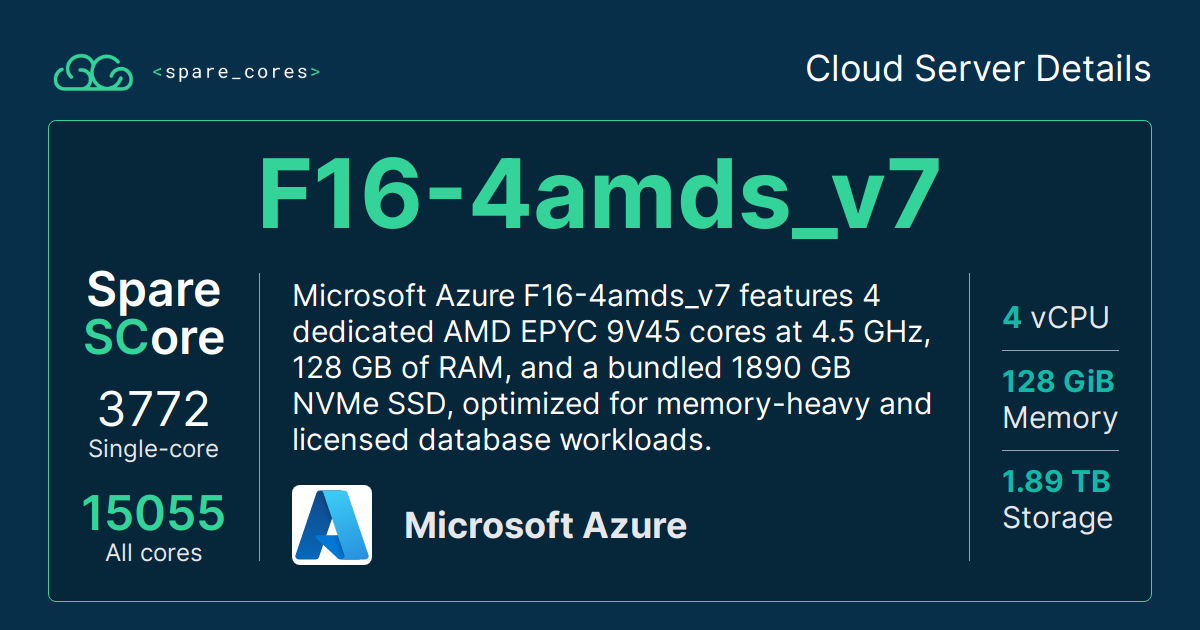 <spare_cores>
Cloud Server Details
F16-4amds_v7
Spare
SCore
3772
Single-core
15055
All cores
Microsoft Azure F16-4amds_v7 features 4
dedicated AMD EPYC 9V45 cores at 4.5 GHz,
128 GB of RAM, and a bundled 1890 GB
NVMe SSD, optimized for memory-heavy and
licensed database workloads.
Microsoft Azure
4 vCPU
128 GiB
Memory
1.89 TB
Storage